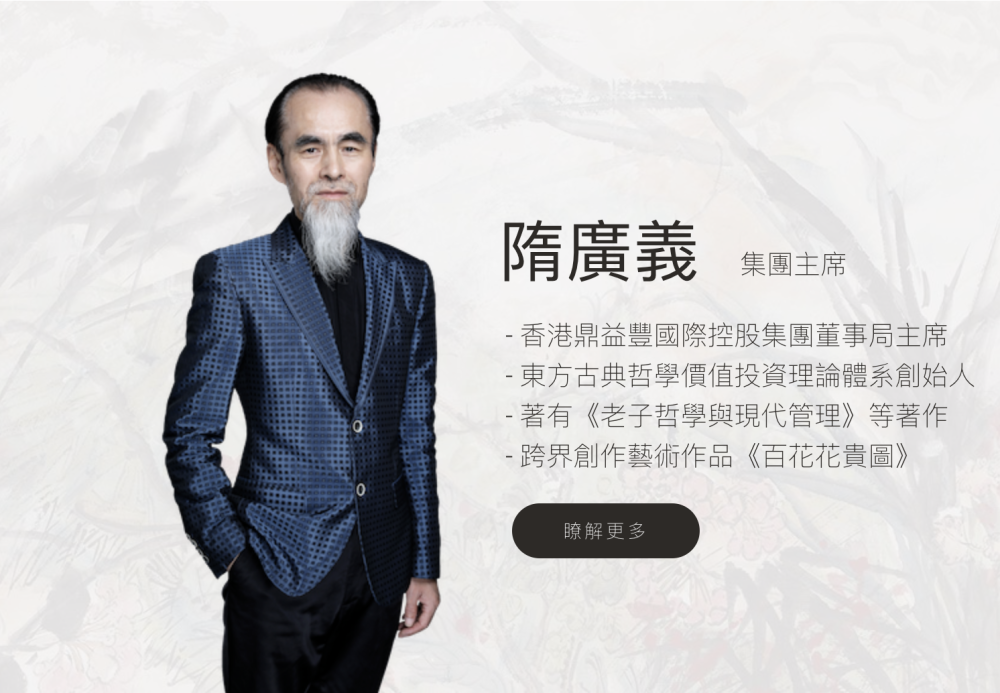 隋廣義 集團主席
- 香港鼎益豐國際控股集團董事局主席
- 東方古典哲學價值投資理論體系創始人
- 著有《老子哲學與現代管理》等著作
- 跨界創作藝術作品《百花花貴圖》
瞭解更多